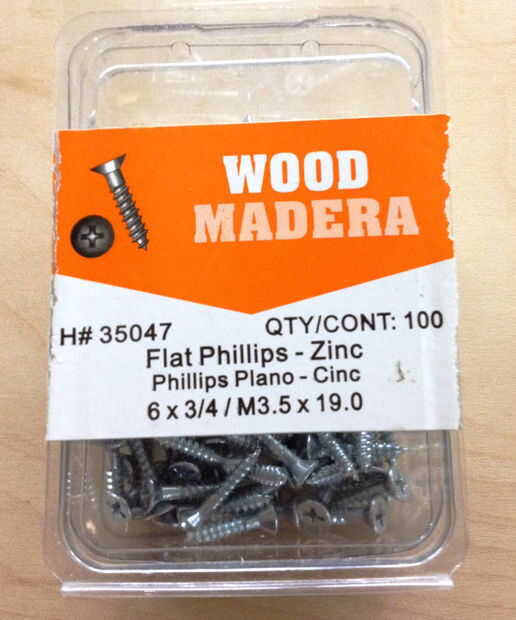 WOOD
MADERA
H# 35047 QTY/CONT: 100
Flat Phillips - Zinc
Phillips Plano - Cinc
6 x 3/4 / M3.5 x 19.0